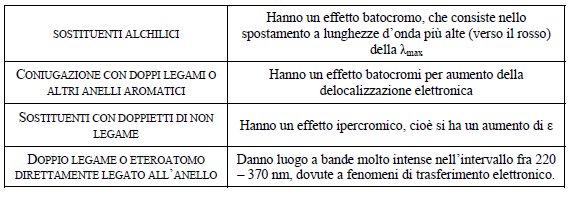 SOSTITUENTI ALCHILICI
Hanno un effetto batocromo, che consiste nello
spostamento a lunghezze d'onda più alte (verso il rosso)
della λmax
CONIUGAZIONE CON DOPPI LEGAMI O
ALTRI ANELLI AROMATICI
Hanno un effetto batocromi per aumento della
delocalizzazione elettronica
SOSTITUENTI CON DOPPIETTI DI NON
LEGAME
Hanno un effetto ipercromico, cioè si ha un aumento di ε
DOPPIO LEGAME O ETEROATOMO
DIRETTAMENTE LEGATO ALL'ANELLO
Danno luogo a bande molto intense nell'intervallo fra 220
– 370 nm, dovute a fenomeni di trasferimento elettronico.